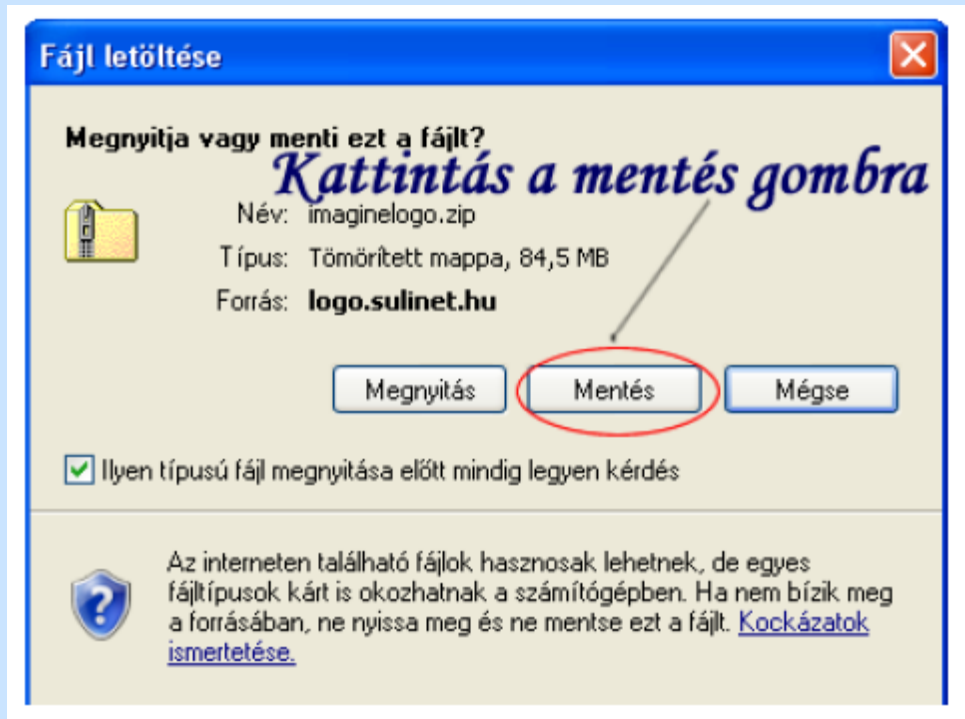 Fájl letöltése
Megnyitja vagy menti ezt a fájlt?
Kattintás a mentés gombra
Név: imaginelogo.zip
Típus: Tömörített mappa, 84,5 MB
Forrás: logo.sulinet.hu
Megnyitás Mentés Mégse
Ilyen típusú fájl megnyitása előtt mindig legyen kérdés
Az interneten található fájlok hasznosak lehetnek, de egyes
fájltípusok kárt is okozhatnak a számítógépben. Ha nem bízik meg
a forrásában, ne nyissa meg és ne mentse ezt a fájlt. Kockázatok
ismertetése.